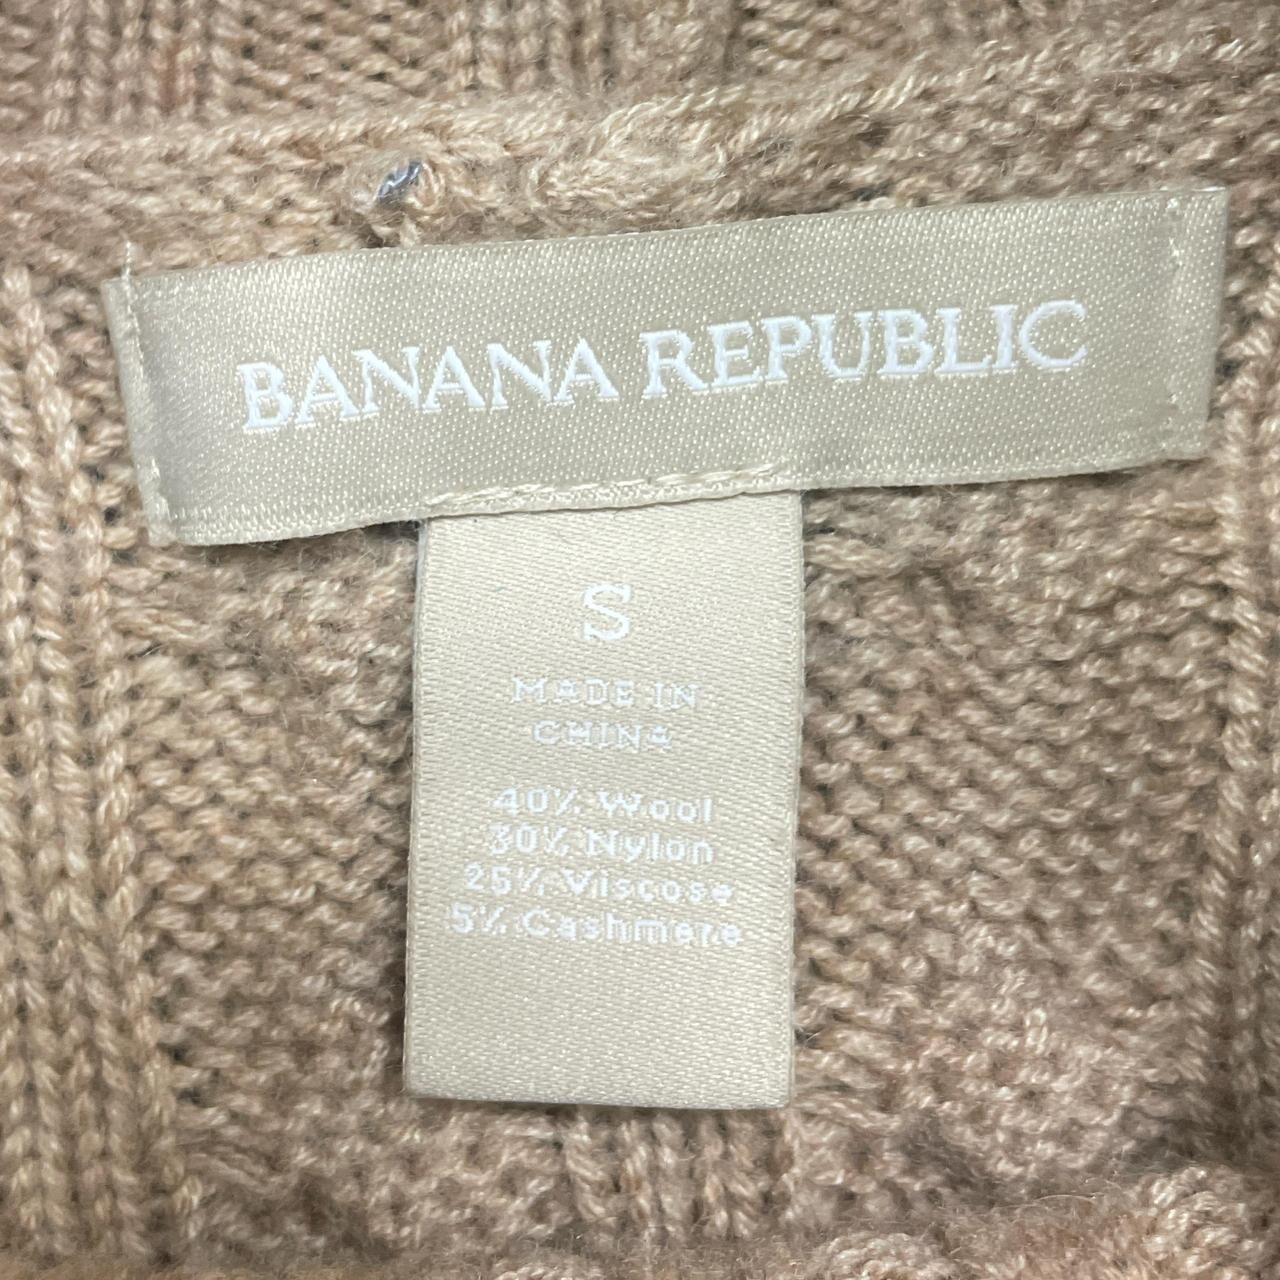 BANANA REPUBLIC
S
MADE IN
CHINA
40% Wool
30% Nylon
25% Viscose
5% Cashmere